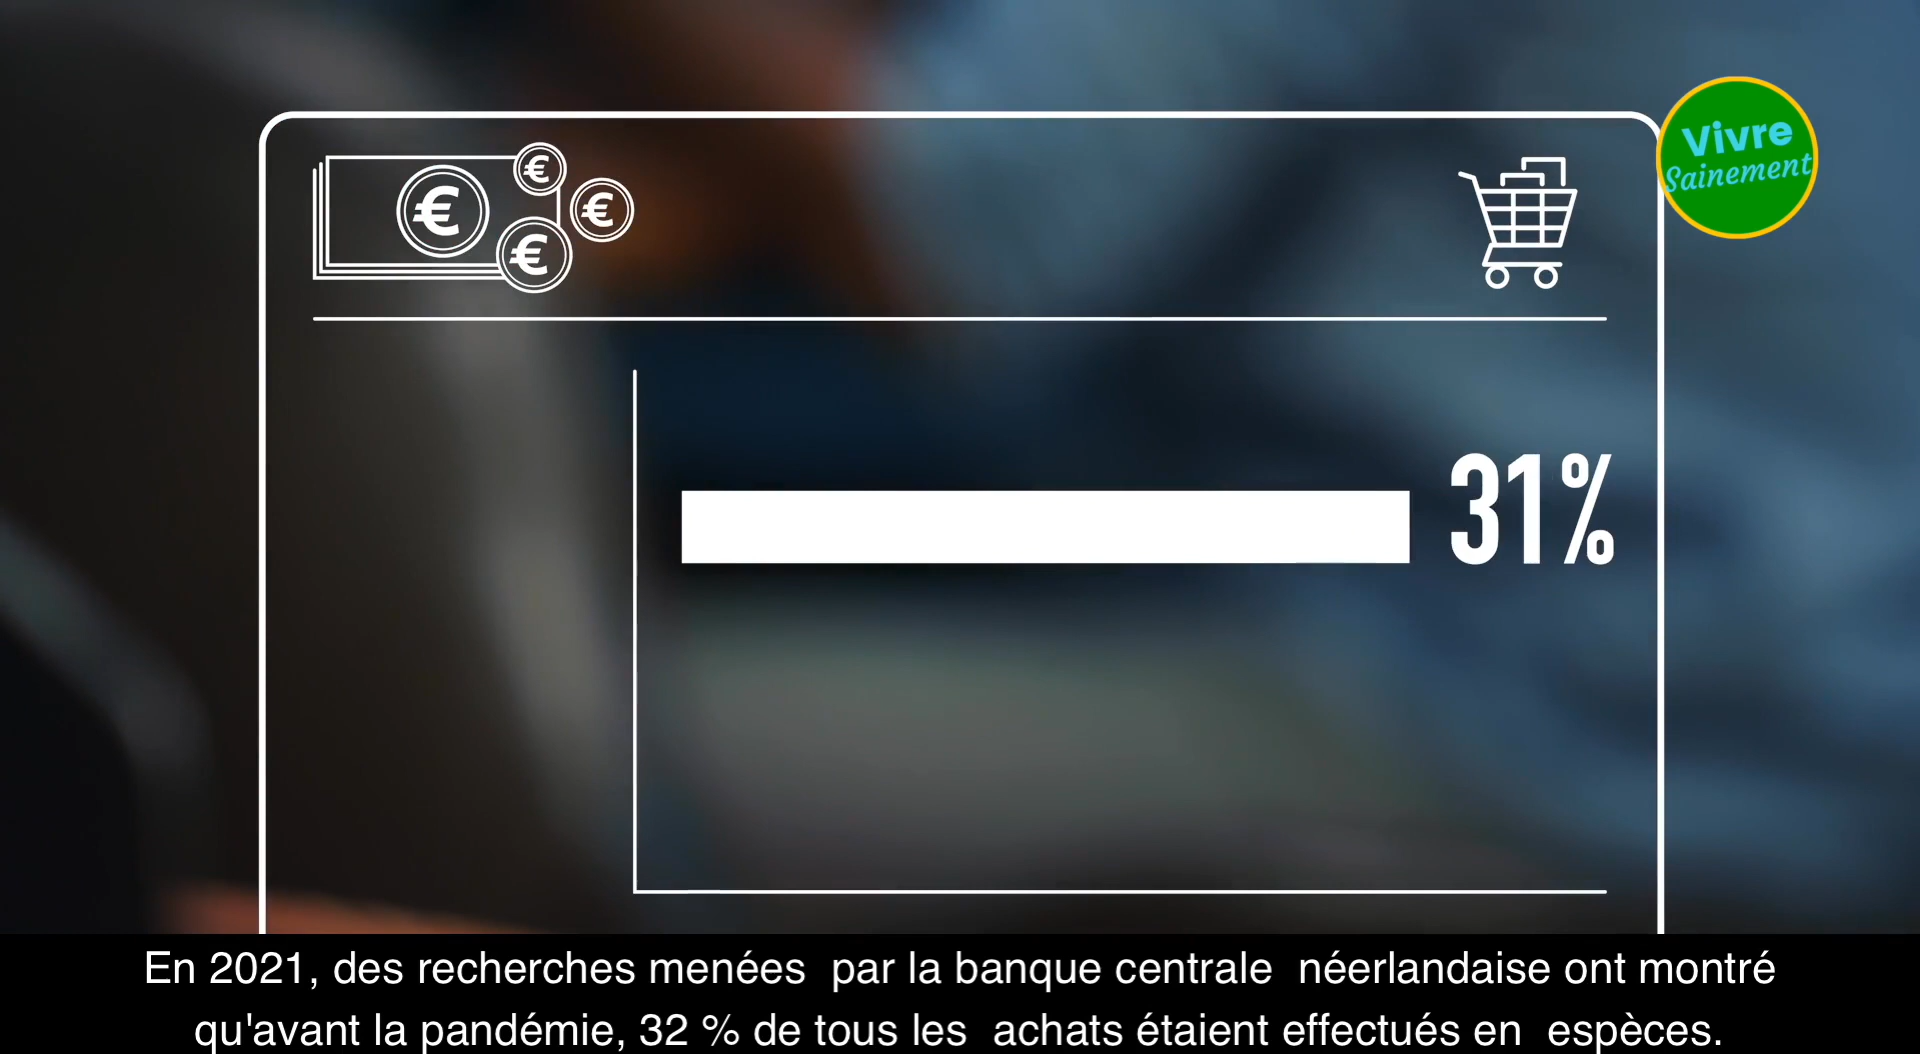 €
€
€
€
Vivre
Sainement
31%
En 2021, des recherches menées  par la banque centrale  néerlandaise ont montré
qu'avant la pandémie, 32 % de tous les  achats étaient effectués en  espèces.